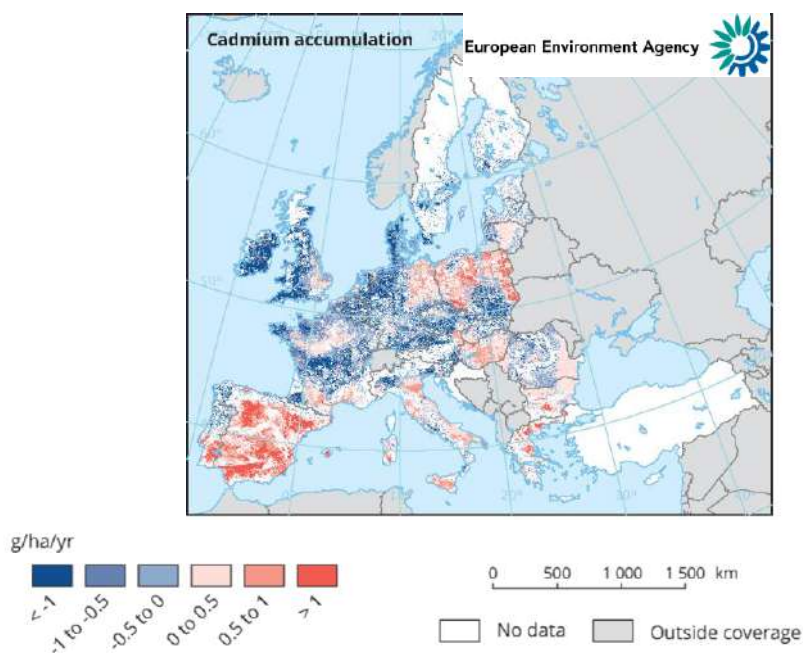 Cadmium accumulation
European Environment Agency
g/ha/yr
< -1
-1 to -0.5
-0.5 to 0
0 to 0.5
0.5 to 1
> 1
0 500 1 000 1 500 km
No data
Outside coverage